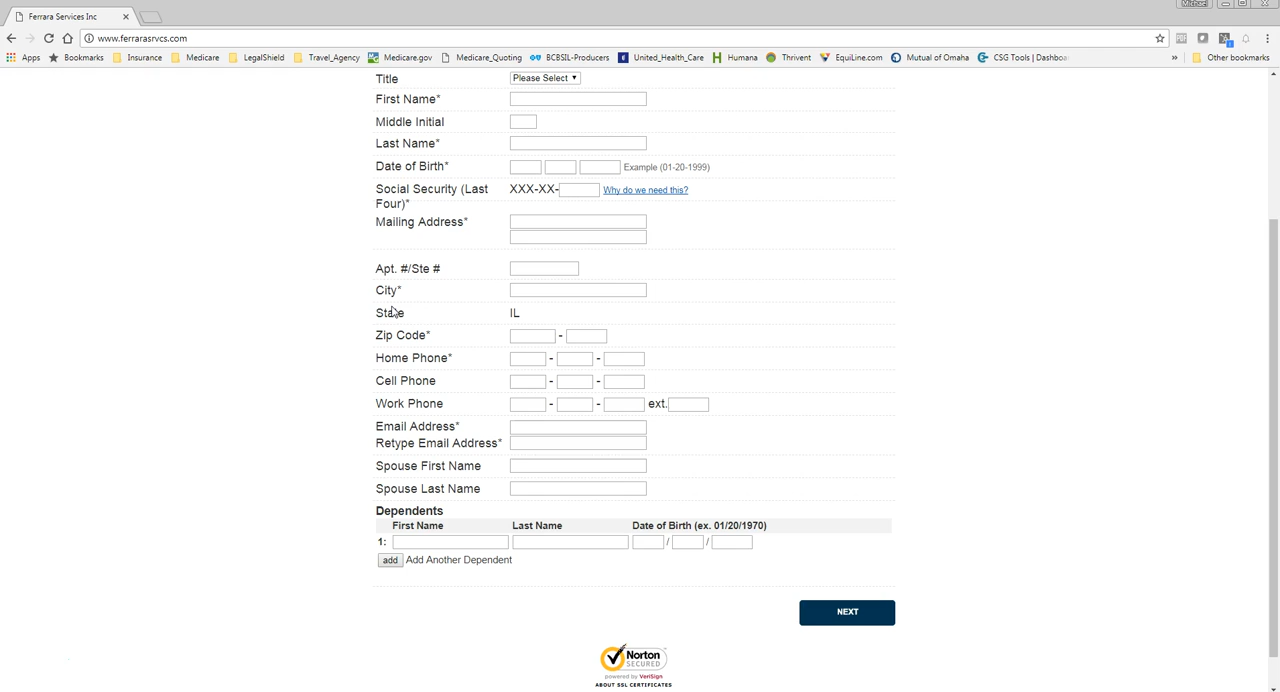 Ferrara Services Inc
Michael
www.ferrarasrvcs.com
Apps Bookmarks Insurance Medicare LegalShield Travel_Agency Medicare.gov Medicare_Quoting BCBSIL-Producers United_Health_Care Humana Thrivent EquiLine.com Mutual of Omaha CSG Tools | Dashboa » Other bookmarks
Title Please Select
First Name*
Middle Initial
Last Name*
Date of Birth* Example (01-20-1999)
Social Security (Last XXX-XX- Why do we need this?
Four)*
Mailing Address*
Apt. #/Ste #
City*
State IL
Zip Code* -
Home Phone* - -
Cell Phone - -
Work Phone - - ext.
Email Address*
Retype Email Address*
Spouse First Name
Spouse Last Name
Dependents
First Name Last Name Date of Birth (ex. 01/20/1970)
1: / /
add Add Another Dependent
NEXT
Norton
SECURED
powered by VeriSign
ABOUT SSL CERTIFICATES